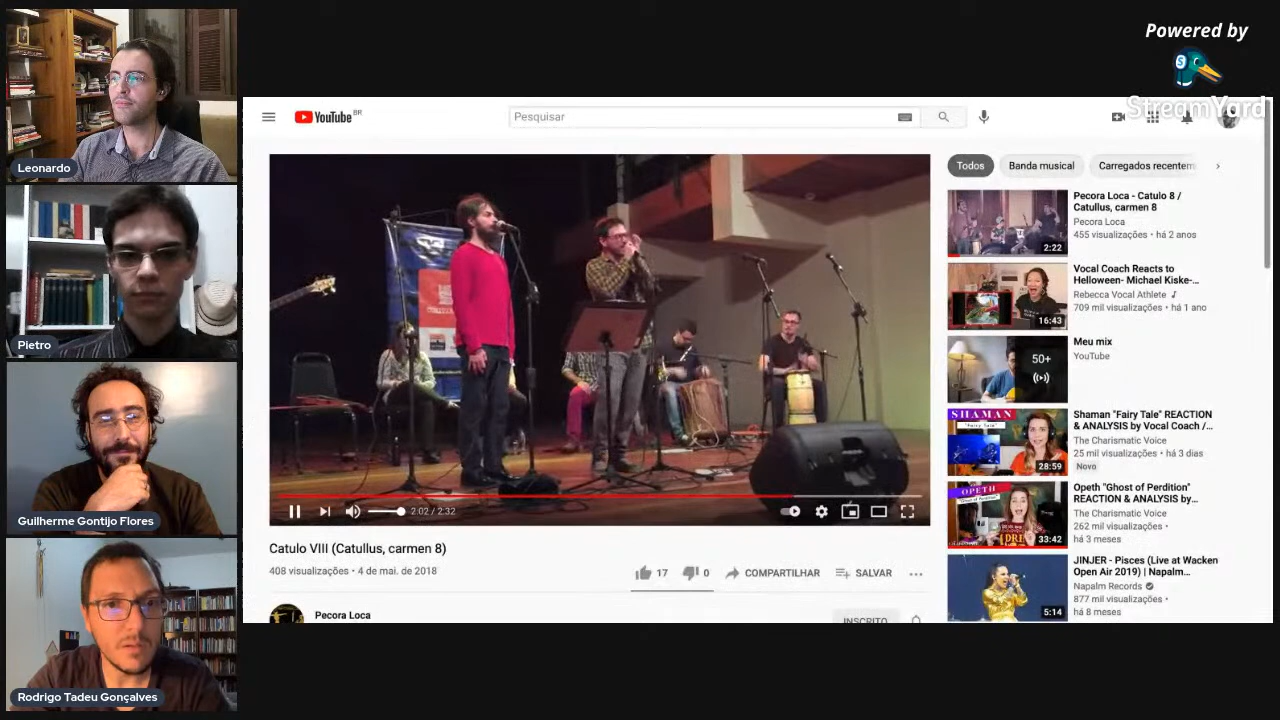 Powered by
StreamYard
Leonardo
Pietro
Guilherme Gontijo Flores
Rodrigo Tadeu Gonçalves
YouTube BR
Pesquisar
2:02 / 2:32
Catulo VIII (Catullus, carmen 8)
408 visualizações • 4 de mai. de 2018
17
0
COMPARTILHAR
SALVAR
Pecora Loca
INSCRITO
Todos
Banda musical
Carregados recentem
Pecora Loca - Catulo 8 /
Catullus, carmen 8
Pecora Loca
455 visualizações • há 2 anos
2:22
Vocal Coach Reacts to
Helloween- Michael Kiske-...
Rebecca Vocal Athlete
709 mil visualizações • há 1 ano
16:43
Meu mix
YouTube
50+
SHAMAN
"Fairy Tale"
Shaman "Fairy Tale" REACTION
& ANALYSIS by Vocal Coach /...
The Charismatic Voice
25 mil visualizações • há 3 dias
Novo
28:59
OPETH
Opeth "Ghost of Perdition"
REACTION & ANALYSIS by...
The Charismatic Voice
262 mil visualizações •
há 3 meses
33:42
JINJER - Pisces (Live at Wacken
Open Air 2019) | Napalm...
Napalm Records
877 mil visualizações •
há 8 meses
5:14